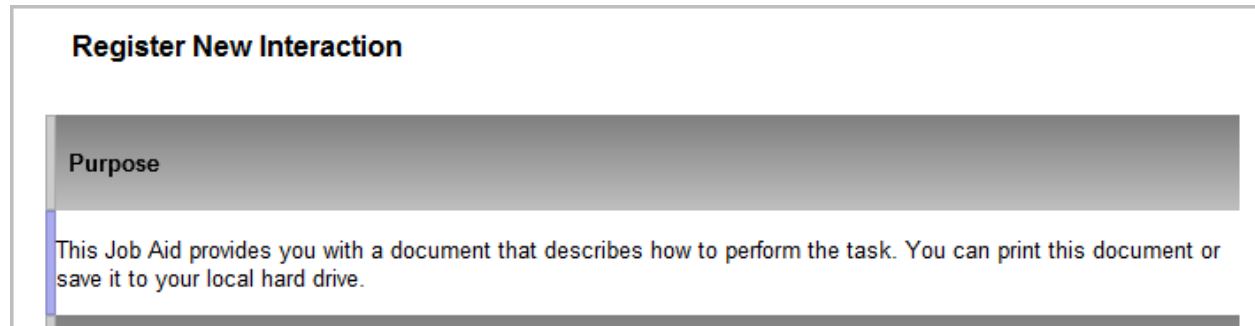 Register New Interaction
Purpose
This Job Aid provides you with a document that describes how to perform the task. You can print this document or
save it to your local hard drive.